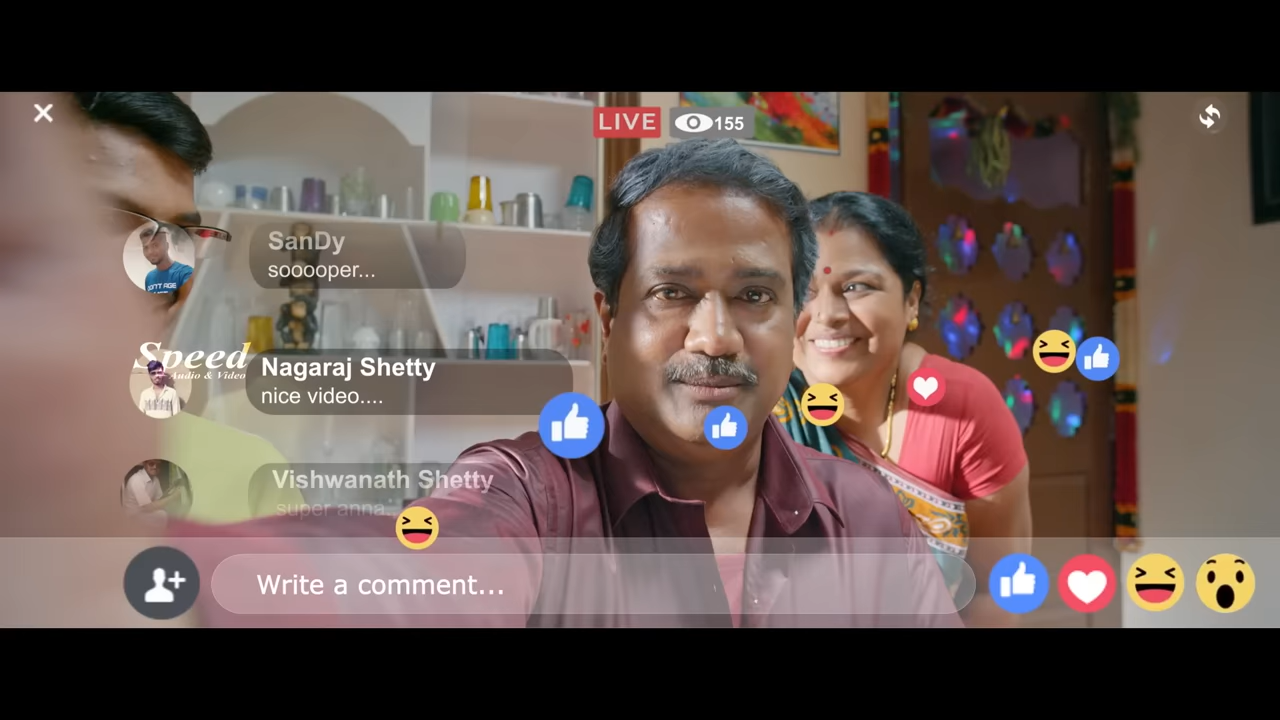 LIVE
155
SanDy
sooooper...
Speed
Audio & Video
Nagaraj Shetty
nice video....
Vishwanath Shetty
super anna..
Write a comment...